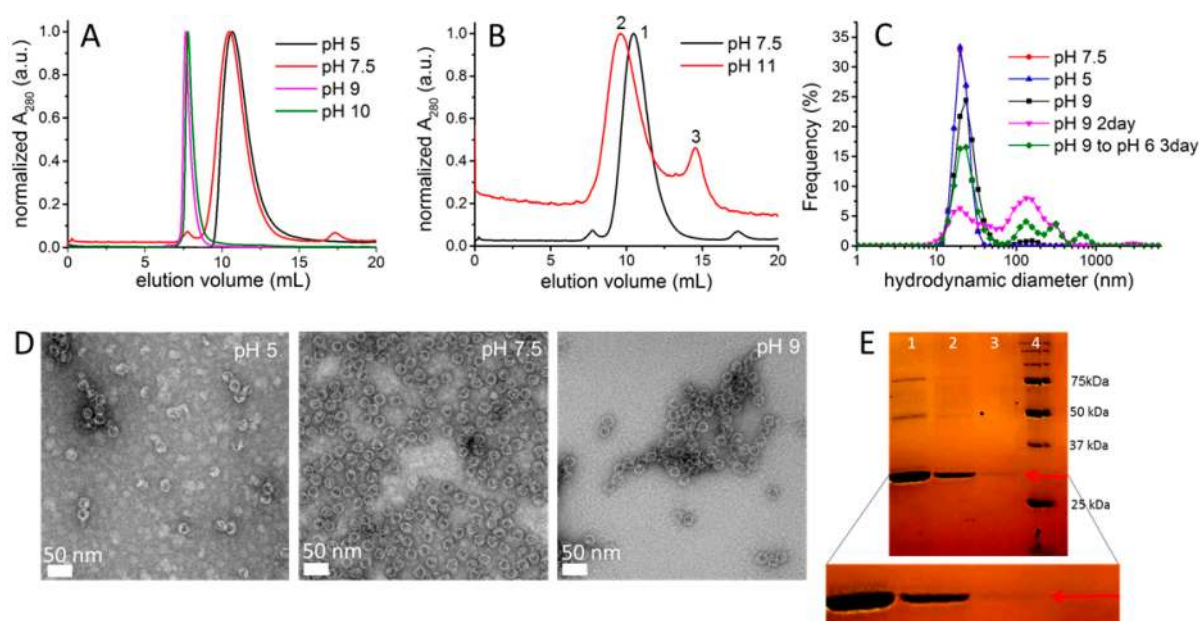 A
pH 5
pH 7.5
pH 9
pH 10
normalized A280 (a.u.)
1.0
0.8
0.6
0.4
0.2
0.0
0 5 10 15 20
elution volume (mL)
B
2
1
3
pH 7.5
pH 11
normalized A280 (a.u.)
1.0
0.8
0.6
0.4
0.2
0.0
0 5 10 15 20
elution volume (mL)
C
pH 7.5
pH 5
pH 9
pH 9 2day
pH 9 to pH 6 3day
Frequency (%)
35
30
25
20
15
10
5
0
1 10 100 1000
hydrodynamic diameter (nm)
D
pH 5
50 nm
pH 7.5
50 nm
pH 9
50 nm
E
1 2 3 4
75kDa
50 kDa
37 kDa
25 kDa